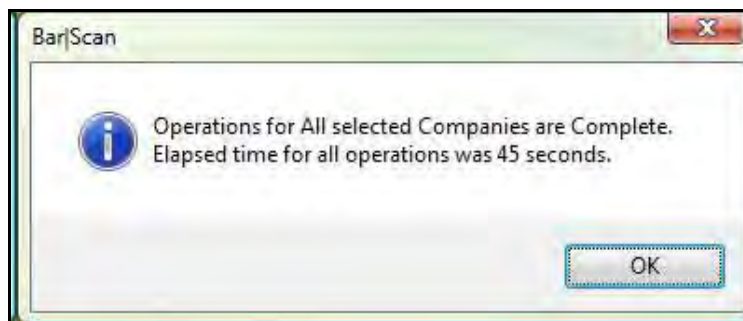 Bar|Scan
Operations for All selected Companies are Complete.
Elapsed time for all operations was 45 seconds.
OK